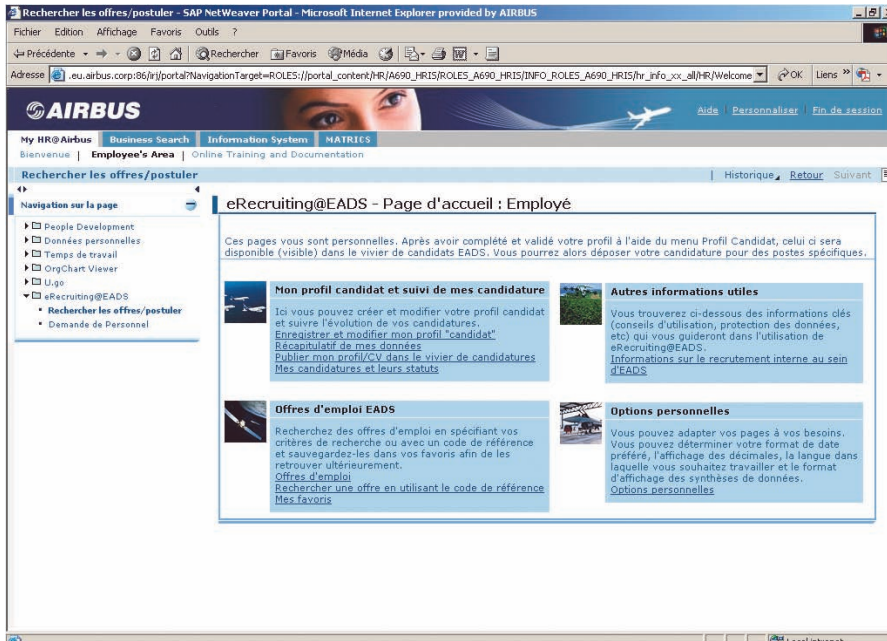 Rechercher les offres/postuler - SAP NetWeaver Portal - Microsoft Internet Explorer provided by AIRBUS
Fichier Edition Affichage Favoris Outils ?
Précédente Rechercher Favoris Média
Adresse .eu.airbus.corp:86/irj/portal?NavigationTarget=ROLES://portal_content/HR/A690_HRIS/ROLES_A690_HRIS/INFO_ROLES_A690_HRIS/hr_info_xx_all/HR/Welcome OK Liens »
AIRBUS
Aide | Personnaliser | Fin de session
My HR@Airbus Business Search Information System MATRICS
Bienvenue | Employee's Area | Online Training and Documentation
Rechercher les offres/postuler | Historique Retour Suivant
Navigation sur la page
People Development
Données personnelles
Temps de travail
OrgChart Viewer
U.go
eRecruiting@EADS
Rechercher les offres/postuler
Demande de Personnel
eRecruiting@EADS - Page d'accueil : Employé
Ces pages vous sont personnelles. Après avoir complété et validé votre profil à l'aide du menu Profil Candidat, celui ci sera
disponible (visible) dans le vivier de candidats EADS. Vous pourrez alors déposer votre candidature pour des postes spécifiques.
Mon profil candidat et suivi de mes candidature
Ici vous pouvez créer et modifier votre profil candidat
et suivre l'évolution de vos candidatures.
Enregistrer et modifier mon profil "candidat"
Récapitulatif de mes données
Publier mon profil/CV dans le vivier de candidatures
Mes candidatures et leurs statuts
Autres informations utiles
Vous trouverez ci-dessous des informations clés
(conseils d'utilisation, protection des données,
etc) qui vous guideront dans l'utilisation de
eRecruiting@EADS.
Informations sur le recrutement interne au sein
d'EADS
Offres d'emploi EADS
Recherchez des offres d'emploi en spécifiant vos
critères de recherche ou avec un code de référence
et sauvegardez-les dans vos favoris afin de les
retrouver ultérieurement.
Offres d'emploi
Rechercher une offre en utilisant le code de référence
Mes favoris
Options personnelles
Vous pouvez adapter vos pages à vos besoins.
Vous pouvez déterminer votre format de date
préféré, l'affichage des décimales, la langue dans
laquelle vous souhaitez travailler et le format
d'affichage des synthèses de données.
Options personnelles